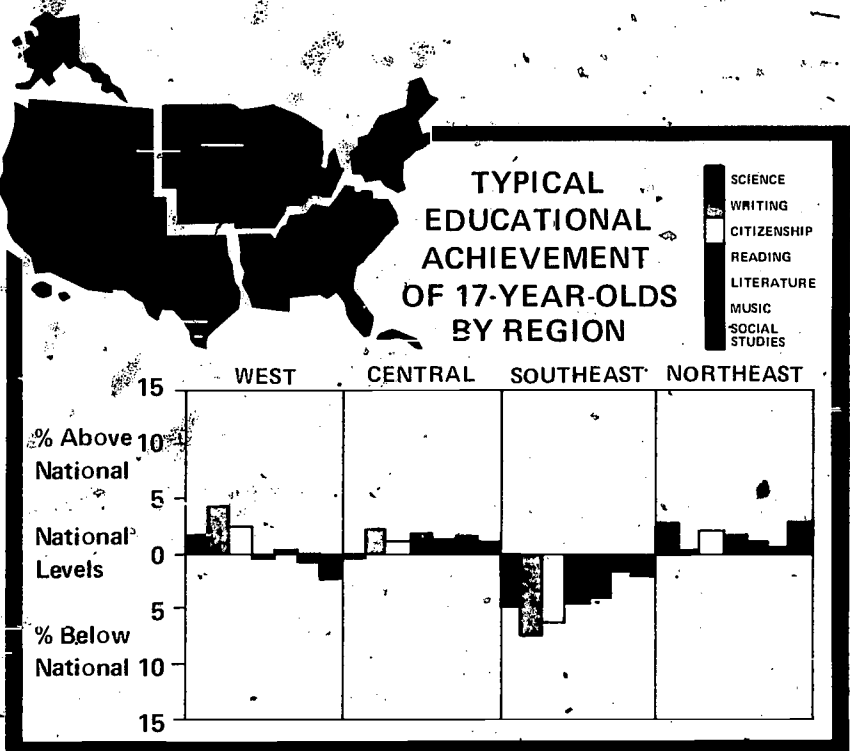 TYPICAL
EDUCATIONAL
ACHIEVEMENT
OF 17-YEAR-OLDS
BY REGION
SCIENCE
WRITING
CITIZENSHIP
READING
LITERATURE
MUSIC
SOCIAL
STUDIES
WEST
CENTRAL
SOUTHEAST
NORTHEAST
15
% Above 10
National
5
National
0
Levels
5
% Below
National 10
15